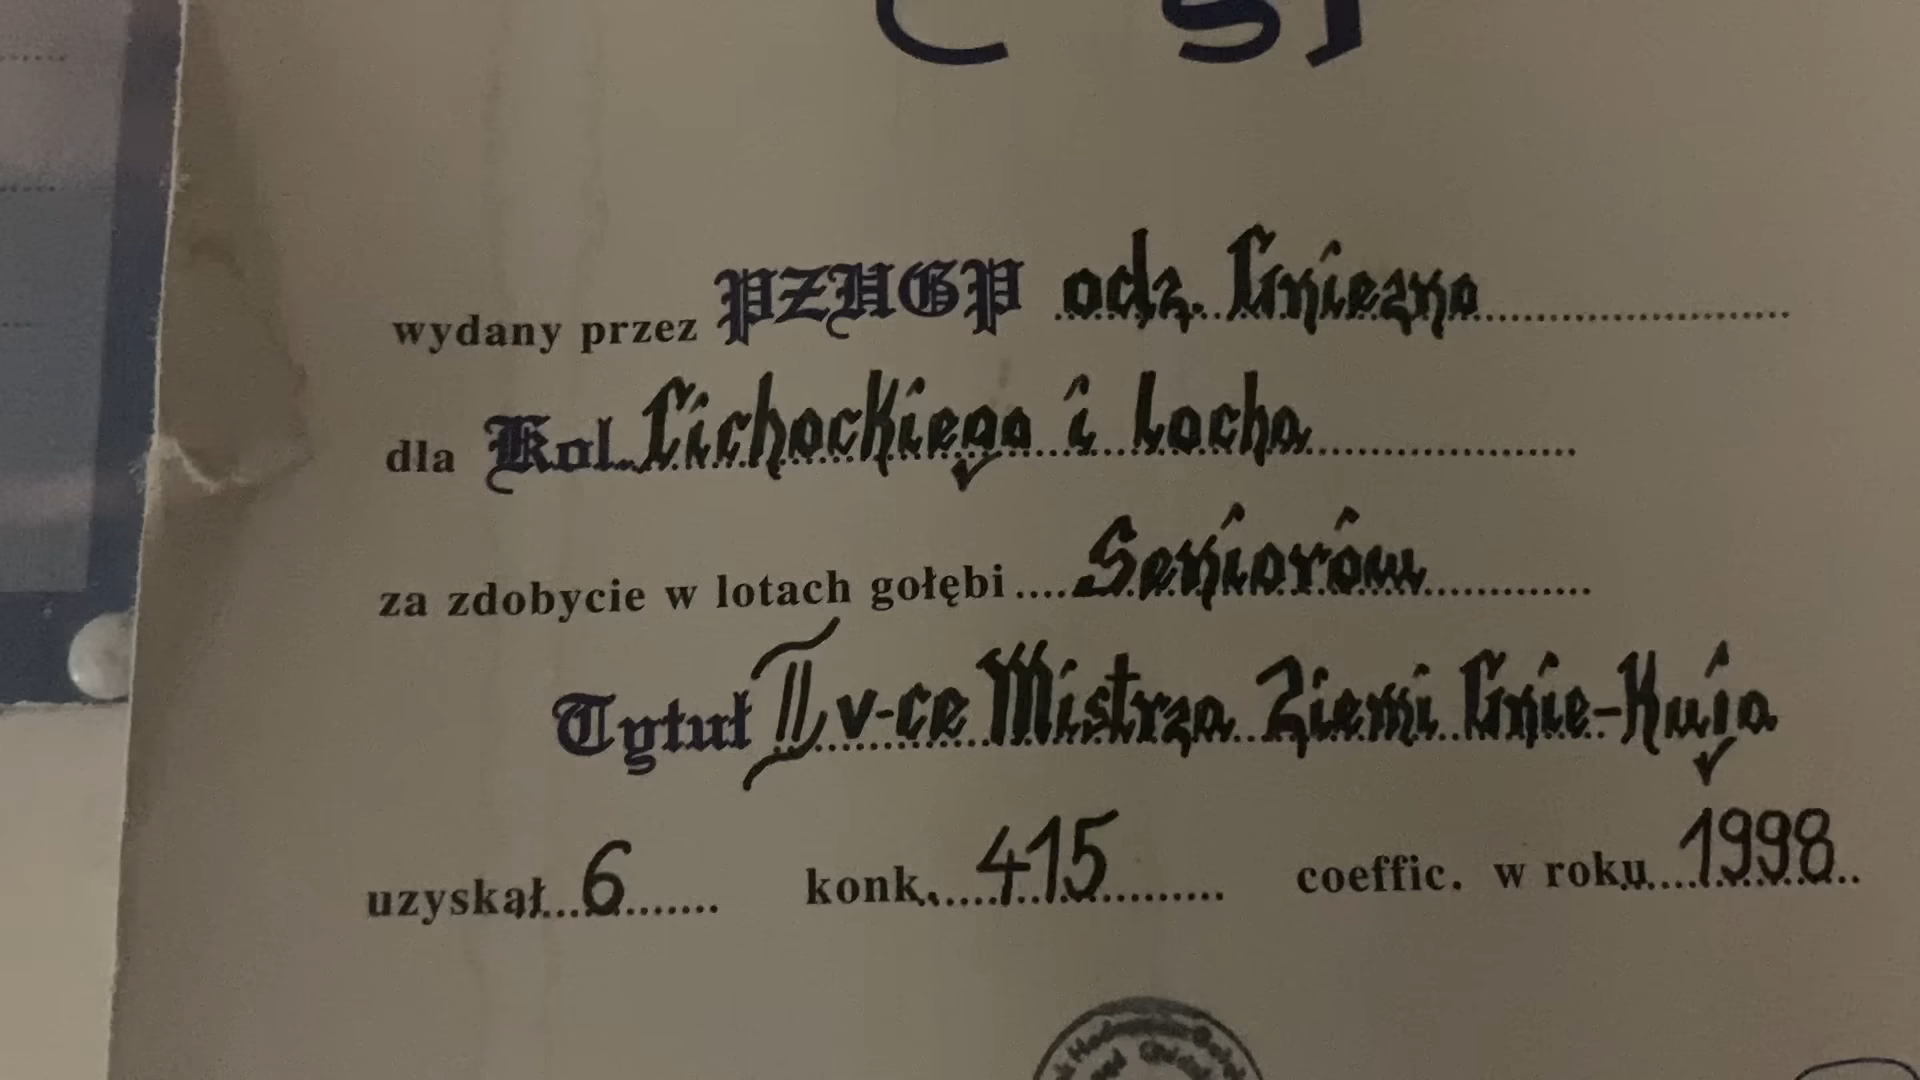 wydany przez PZHGP odz. Gniezno
dla Kol. Cichockiego i Locha
za zdobycie w lotach gołębi Seniorów
Tytuł II v-ce Mistrza Ziemi Gnie-Kuja
uzyskał 6 konk. 415 coeffic. w roku 1998